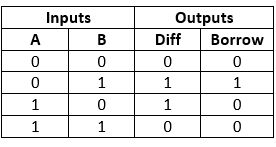 Inputs Outputs
A B Diff Borrow
0 0 0 0
0 1 1 1
1 0 1 0
1 1 0 0